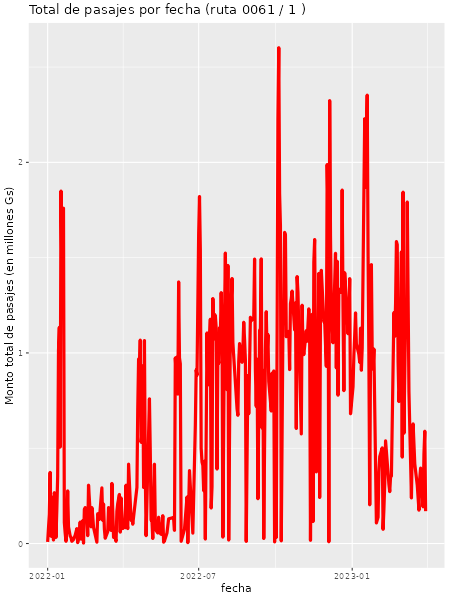 Total de pasajes por fecha (ruta 0061 / 1 )
Monto total de pasajes (en millones Gs)
2
1
0
2022-01
2022-07
2023-01
fecha